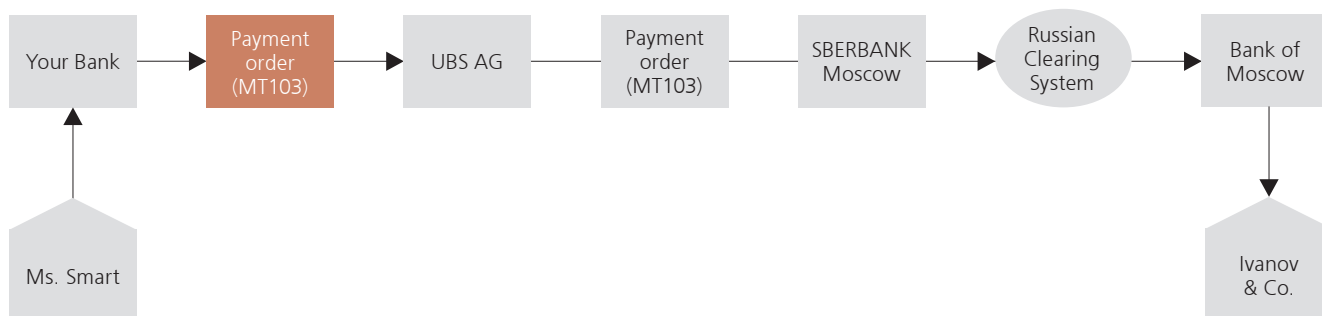 Your Bank
Payment
order
(MT103)
UBS AG
Payment
order
(MT103)
SBERBANK
Moscow
Russian
Clearing
System
Bank of
Moscow
Ms. Smart
Ivanov
& Co.